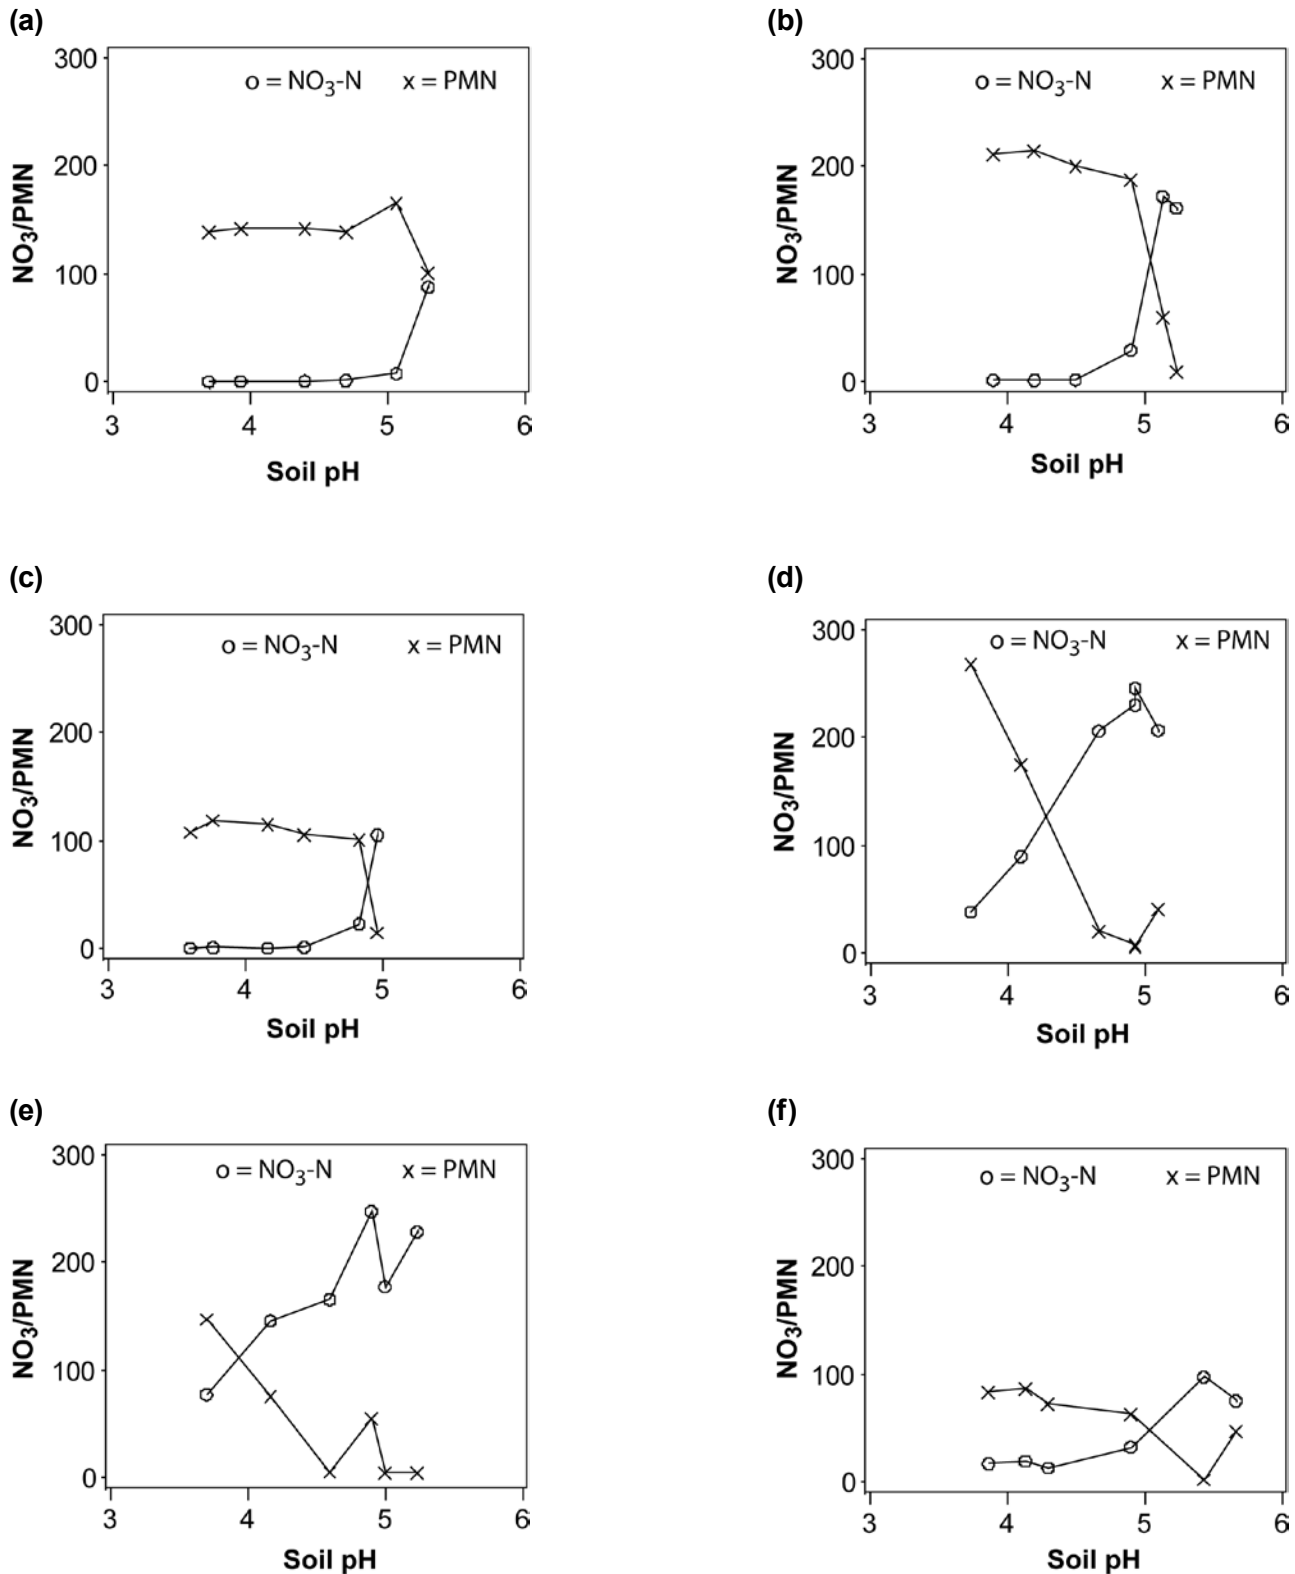 (a)
300
200
100
0
o = NO3-N x = PMN
NO3/PMN
3 4 5 6
Soil pH
(b)
300
200
100
0
o = NO3-N x = PMN
NO3/PMN
3 4 5 6
Soil pH
(c)
300
200
100
0
o = NO3-N x = PMN
NO3/PMN
3 4 5 6
Soil pH
(d)
300
200
100
0
o = NO3-N x = PMN
NO3/PMN
3 4 5 6
Soil pH
(e)
300
200
100
0
o = NO3-N x = PMN
NO3/PMN
3 4 5 6
Soil pH
(f)
300
200
100
0
o = NO3-N x = PMN
NO3/PMN
3 4 5 6
Soil pH